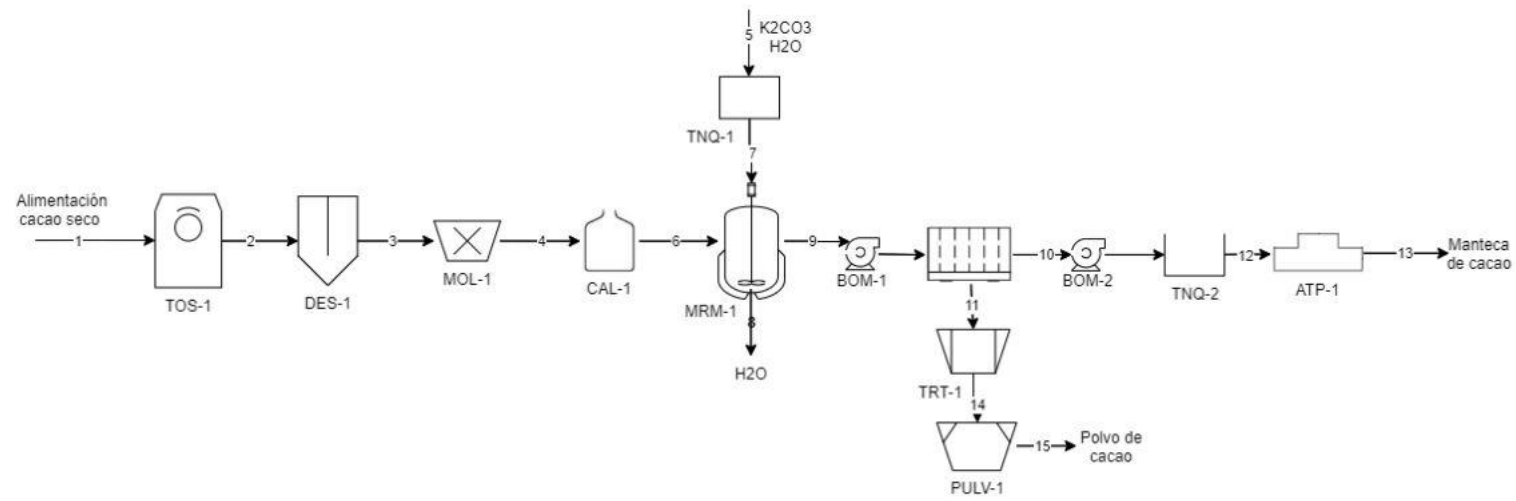 5
K2CO3
H2O
TNQ-1
7
Alimentación
cacao seco
1
2
3
4
6
9
10
12
13
Manteca
de cacao
TOS-1
DES-1
MOL-1
CAL-1
MRM-1
BOM-1
BOM-2
TNQ-2
ATP-1
8
H2O
11
TRT-1
14
15
Polvo de
cacao
PULV-1